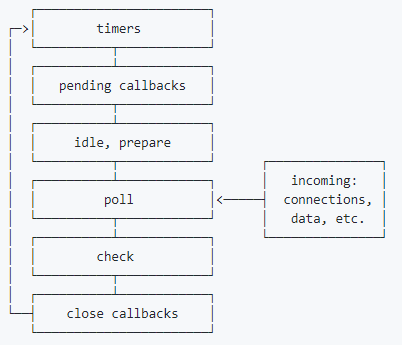 timers
pending callbacks
idle, prepare
incoming:
poll
connections,
data, etc.
check
close callbacks